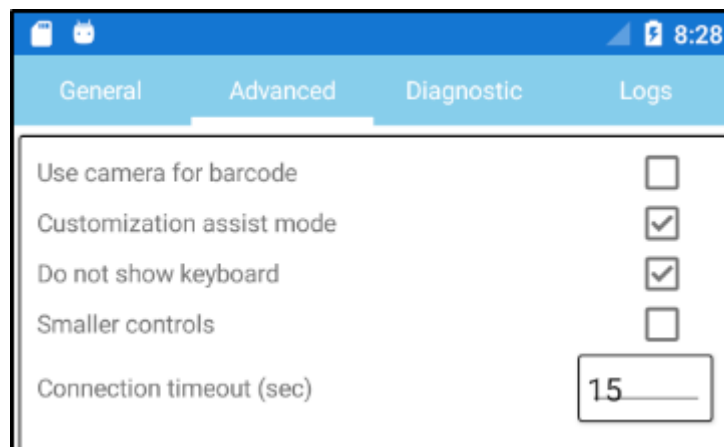 8:28
General Advanced Diagnostic Logs
Use camera for barcode
Customization assist mode
Do not show keyboard
Smaller controls
Connection timeout (sec) 15